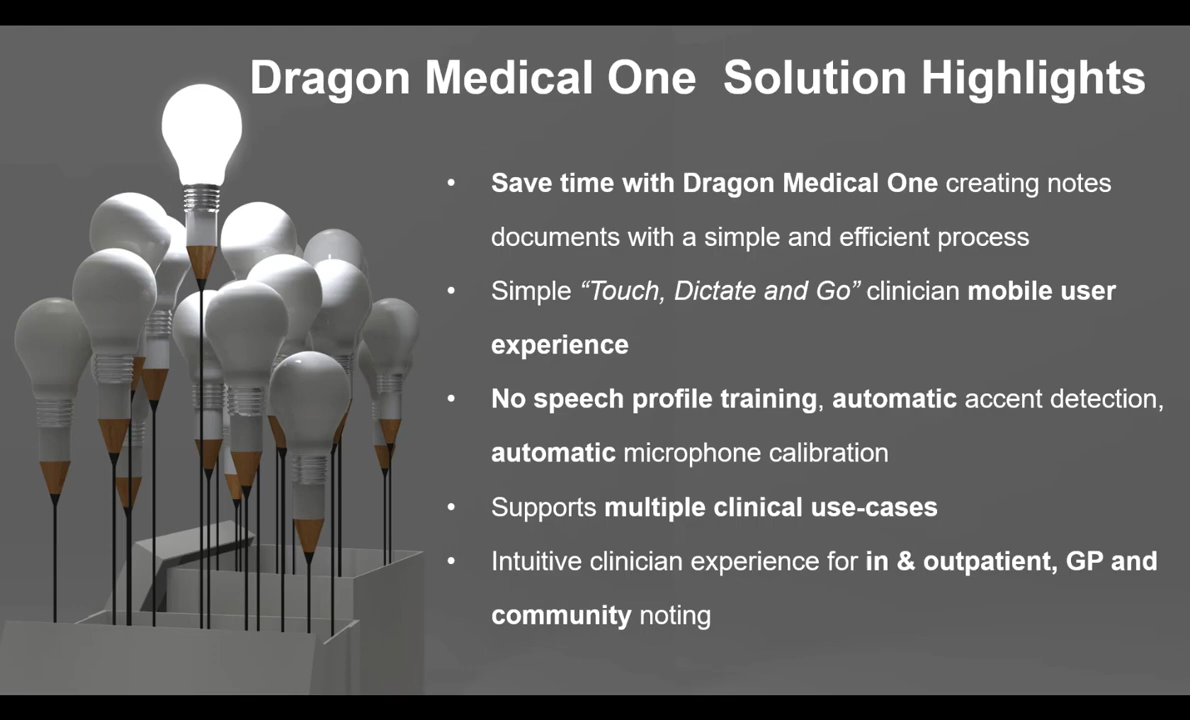 Dragon Medical One  Solution Highlights
• Save time with Dragon Medical One creating notes
documents with a simple and efficient process
• Simple “Touch, Dictate and Go” clinician mobile user
experience
• No speech profile training, automatic accent detection,
automatic microphone calibration
• Supports multiple clinical use-cases
• Intuitive clinician experience for in & outpatient, GP and
community noting